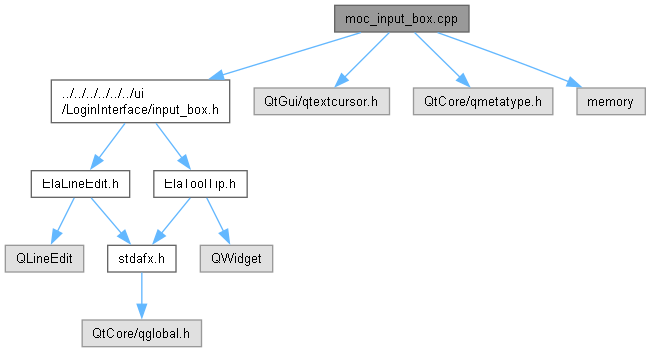 moc_input_box.cpp
../../../../../../ui
/LoginInterface/input_box.h
QtGui/qtextcursor.h
QtCore/qmetatype.h
memory
ElaLineEdit.h
ElaToolTip.h
QLineEdit
stdafx.h
QWidget
QtCore/qglobal.h